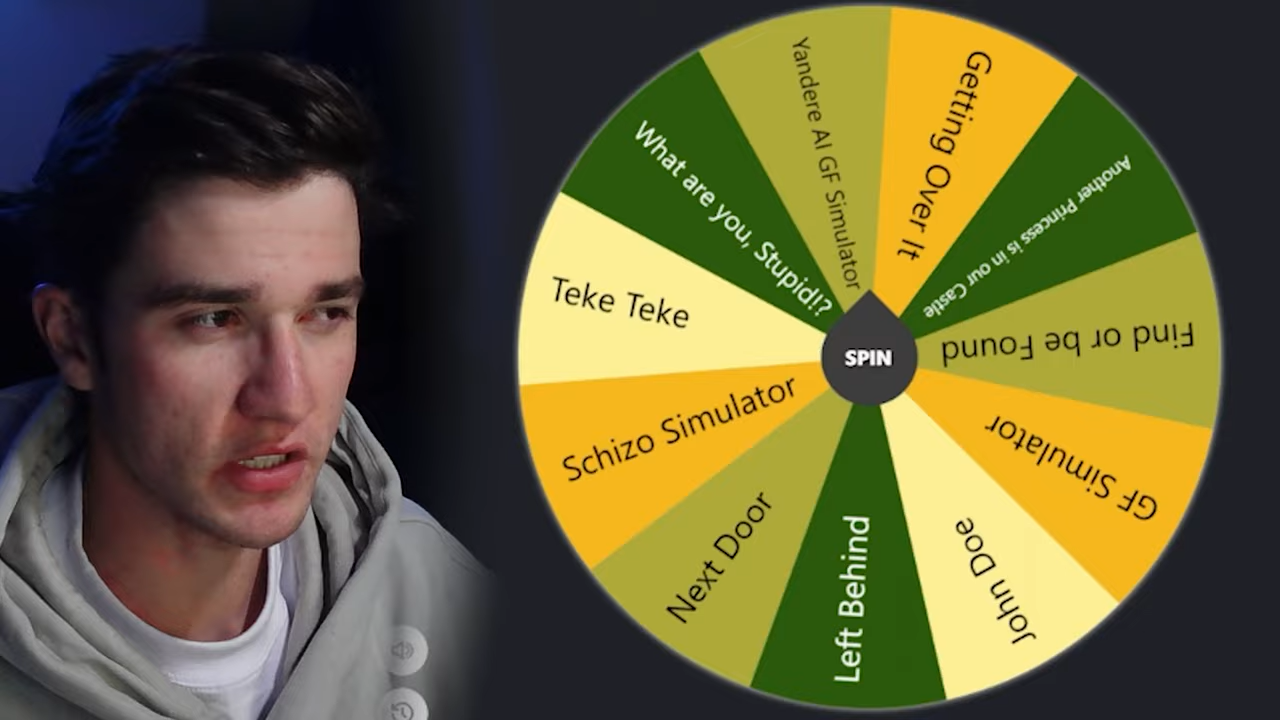 Yandere AI GF Simulator
Getting Over It
Another Princess is in our Castle
Find or be Found
GF Simulator
John Doe
Left Behind
Next Door
Schizo Simulator
Teke Teke
What are you, Stupid!?
SPIN